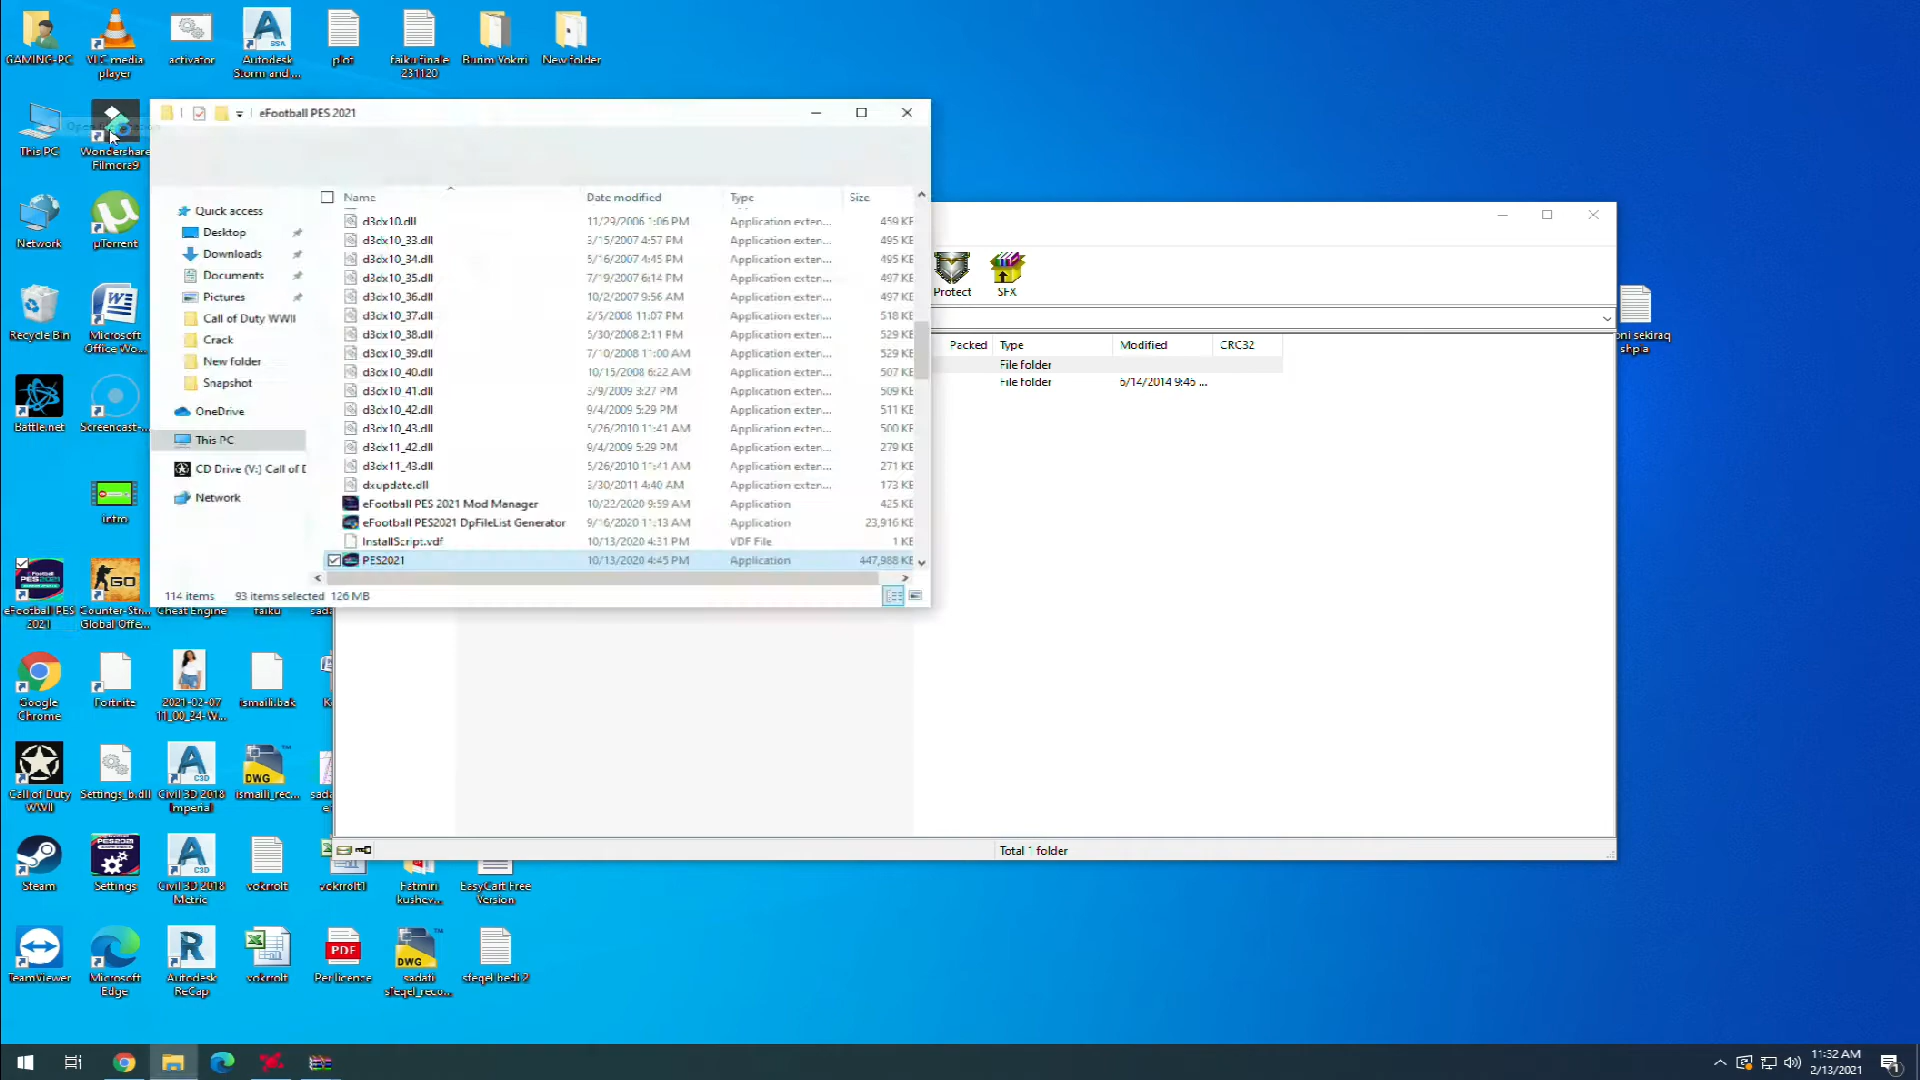 GAMING-PC
VLC media player
activator
Autodesk Storm and ...
plot
faiku finale 231120
Burim Vokrri
New folder
This PC
Wondershare Filmora9
Network
µTorrent
Recycle Bin
Microsoft Office Wo...
Battle.net
Screencast-...
intro
eFootball PES 2021
Counter-Stri... Global Offe...
Cheat Engine
faiku
Google Chrome
Fortnite
2021-02-07 11_00_24-W...
ismaili.bak
Call of Duty WWII
Settings_b.dll
Civil 3D 2018 Imperial
ismaili_rec...
Steam
Settings
Civil 3D 2018 Metric
vokrrolt
vokrrolt1
Fatmiri kushev...
EasyCart Free Version
TeamViewer
Microsoft Edge
Autodesk ReCap
vokrrolt
Per licence
sadati sfeqel_reco...
sfeqel bedi 2
eFootball PES 2021
Quick access
Desktop
Downloads
Documents
Pictures
Call of Duty WWII
Crack
New folder
Snapshot
OneDrive
This PC
CD Drive (V:) Call of D
Network
Name Date modified Type Size
d3dx10.dll 11/29/2006 1:06 PM Application exten... 459 KB
d3dx10_33.dll 3/15/2007 4:57 PM Application exten... 495 KB
d3dx10_34.dll 5/16/2007 4:45 PM Application exten... 495 KB
d3dx10_35.dll 7/19/2007 6:14 PM Application exten... 497 KB
d3dx10_36.dll 10/2/2007 9:56 AM Application exten... 497 KB
d3dx10_37.dll 2/5/2008 11:07 PM Application exten... 518 KB
d3dx10_38.dll 5/30/2008 2:11 PM Application exten... 529 KB
d3dx10_39.dll 7/10/2008 11:00 AM Application exten... 529 KB
d3dx10_40.dll 10/15/2008 6:22 AM Application exten... 507 KB
d3dx10_41.dll 3/9/2009 3:27 PM Application exten... 509 KB
d3dx10_42.dll 9/4/2009 5:29 PM Application exten... 511 KB
d3dx10_43.dll 5/26/2010 11:41 AM Application exten... 500 KB
d3dx11_42.dll 9/4/2009 5:29 PM Application exten... 279 KB
d3dx11_43.dll 5/26/2010 11:41 AM Application exten... 271 KB
dxupdate.dll 3/30/2011 4:40 AM Application exten... 173 KB
eFootball PES 2021 Mod Manager 10/22/2020 9:59 AM Application 425 KB
eFootball PES2021 DpFileList Generator 9/16/2020 11:13 AM Application 23,916 KB
InstallScript.vdf 10/13/2020 4:31 PM VDF File 1 KB
PES2021 10/13/2020 4:45 PM Application 447,988 KB
114 items 93 items selected 126 MB
Protect
SFX
Packed Type Modified CRC32
File folder
File folder 5/14/2014 9:46 ...
Total 1 folder
oni sekiraq shp a
11:32 AM
2/13/2021